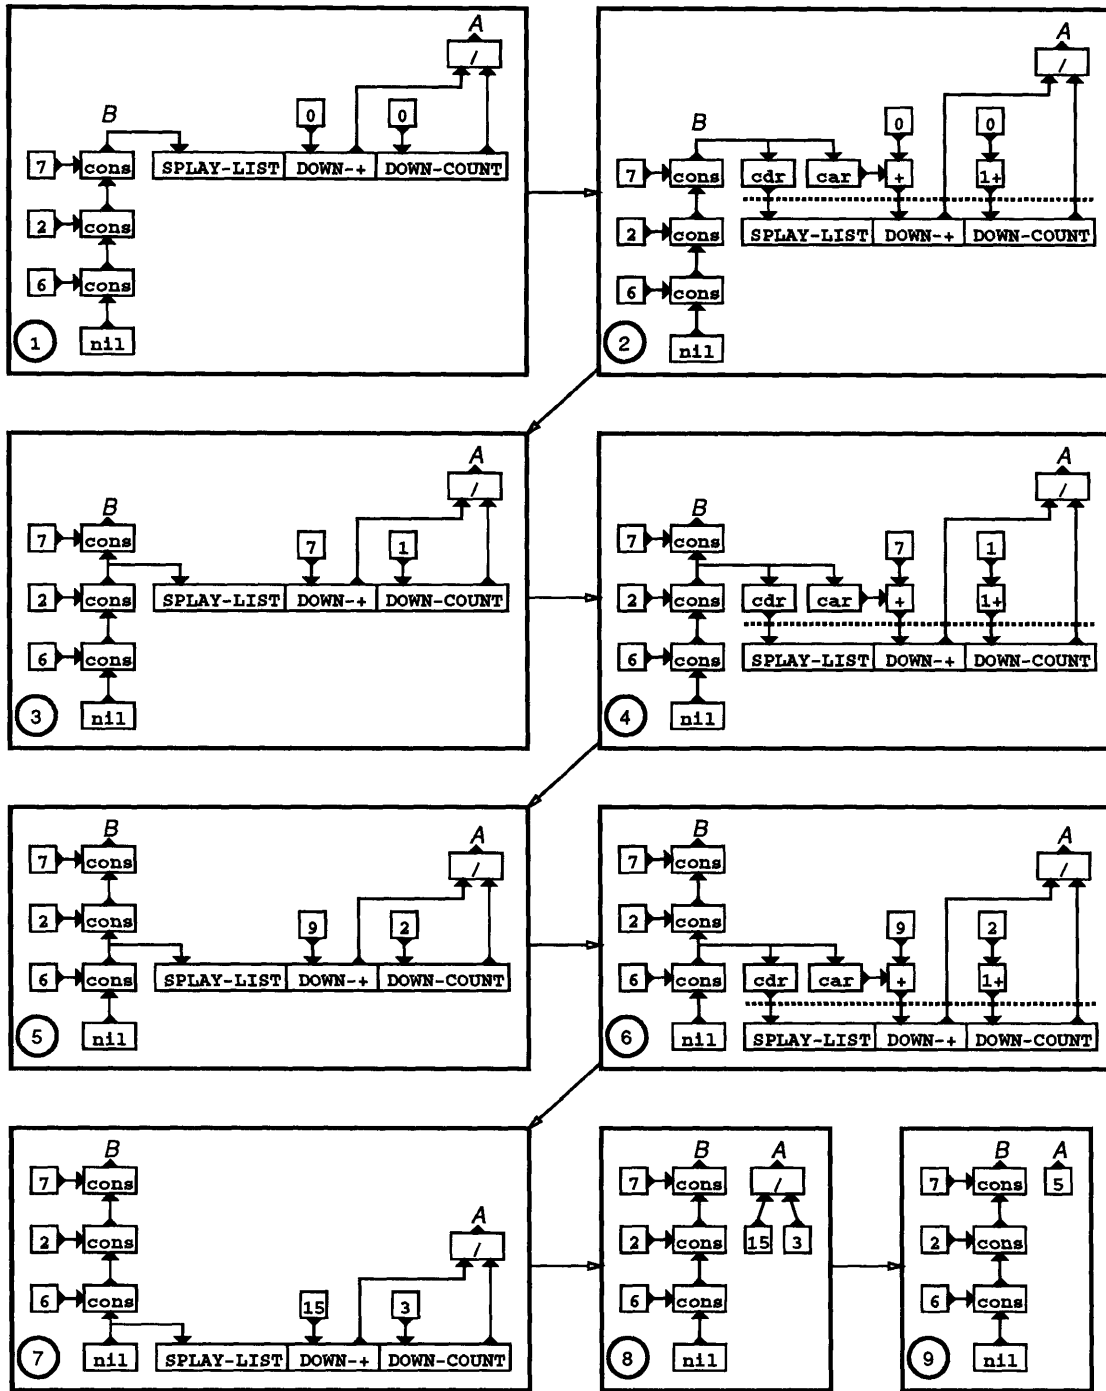 A
/
B
0 0
7 cons SPLAY-LIST DOWN-+ DOWN-COUNT
2 cons
6 cons
1 nil
A
/
B 0 0
7 cons cdr car + 1+
2 cons SPLAY-LIST DOWN-+ DOWN-COUNT
6 cons
2 nil
A
/
B
7 cons 7 1
2 cons SPLAY-LIST DOWN-+ DOWN-COUNT
6 cons
3 nil
A
/
B
7 cons 7 1
2 cons cdr car + 1+
6 cons SPLAY-LIST DOWN-+ DOWN-COUNT
4 nil
B A
7 cons /
2 cons 9 2
6 cons SPLAY-LIST DOWN-+ DOWN-COUNT
5 nil
B A
7 cons /
2 cons 9 2
6 cons cdr car + 1+
6 nil SPLAY-LIST DOWN-+ DOWN-COUNT
B
7 cons
A
2 cons /
6 cons 15 3
7 nil SPLAY-LIST DOWN-+ DOWN-COUNT
B A
7 cons /
2 cons 15 3
6 cons
8 nil
B A
7 cons 5
2 cons
6 cons
9 nil